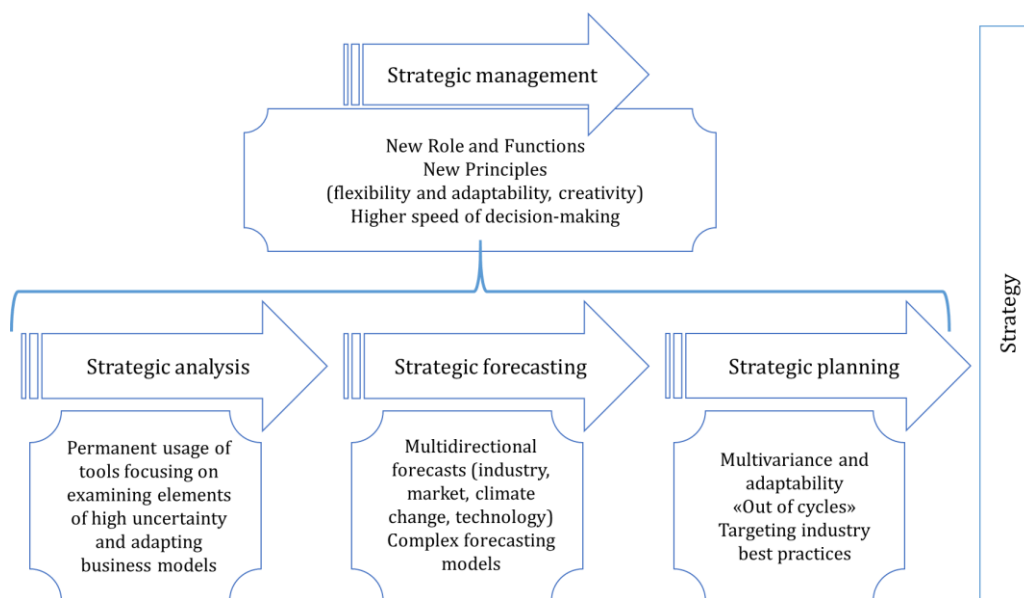 Strategic management
New Role and Functions
New Principles
(flexibility and adaptability, creativity)
Higher speed of decision-making
Strategic analysis
Permanent usage of
tools focusing on
examining elements
of high uncertainty
and adapting
business models
Strategic forecasting
Multidirectional
forecasts (industry,
market, climate
change, technology)
Complex forecasting
models
Strategic planning
Multivariance and
adaptability
«Out of cycles»
Targeting industry
best practices
Strategy